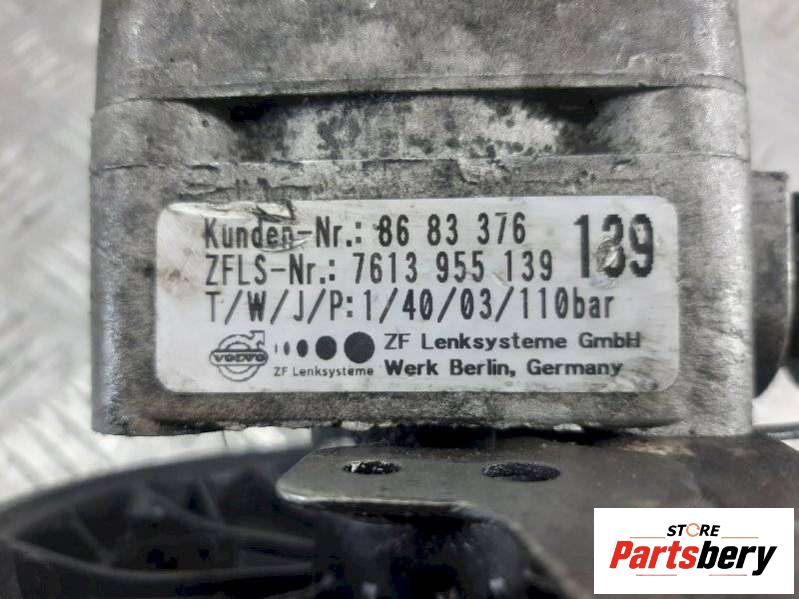 Kunden-Nr.: 86 83 376
ZFLS-Nr.: 7613 955 139 139
T/W/J/P: 1/40/03/110bar
VOLVO ZF Lenksysteme ZF Lenksysteme GmbH
Werk Berlin, Germany
STORE
Partsbery